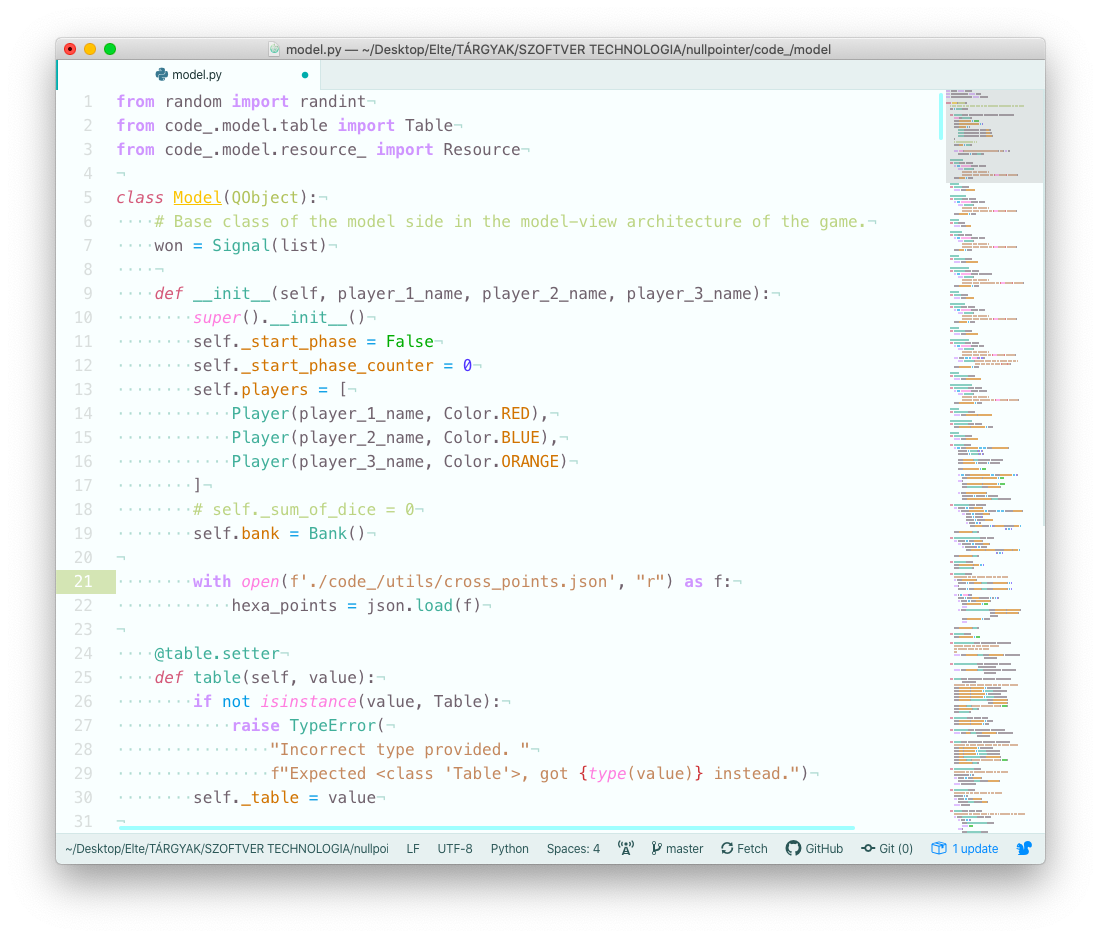 model.py — ~/Desktop/Elte/TÁRGYAK/SZOFTVER TECHNOLOGIA/nullpointer/code_/model
model.py
1 from random import randint¬
2 from code_.model.table import Table¬
3 from code_.model.resource_ import Resource¬
4 ¬
5 class Model(QObject):¬
6 ····# Base class of the model side in the model-view architecture of the game.¬
7 ····won = Signal(list)¬
8 ····¬
9 ····def __init__(self, player_1_name, player_2_name, player_3_name):¬
10 ········super().__init__()¬
11 ········self._start_phase = False¬
12 ········self._start_phase_counter = 0¬
13 ········self.players = [¬
14 ············Player(player_1_name, Color.RED),¬
15 ············Player(player_2_name, Color.BLUE),¬
16 ············Player(player_3_name, Color.ORANGE)¬
17 ········]¬
18 ········# self._sum_of_dice = 0¬
19 ········self.bank = Bank()¬
20 ¬
21 ········with open(f'./code_/utils/cross_points.json', "r") as f:¬
22 ············hexa_points = json.load(f)¬
23 ¬
24 ····@table.setter¬
25 ····def table(self, value):¬
26 ········if not isinstance(value, Table):¬
27 ············raise TypeError(¬
28 ················"Incorrect type provided. "¬
29 ················f"Expected <class 'Table'>, got {type(value)} instead.")¬
30 ········self._table = value¬
31 ¬
~/Desktop/Elte/TÁRGYAK/SZOFTVER TECHNOLOGIA/nullpoi LF UTF-8 Python Spaces: 4 master Fetch GitHub Git (0) 1 update